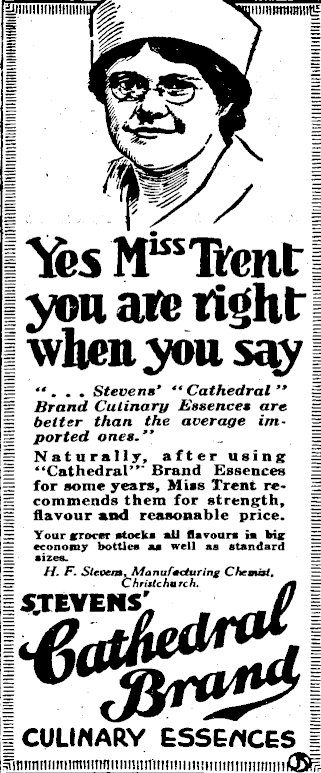 Yes Miss Trent
you are right
when you say
". . . Stevens' "Cathedral"
Brand Culinary Essences are
better than the average im-
ported ones."
Naturally, after using
"Cathedral" Brand Essences
for some years, Miss Trent re-
commends them for strength,
flavour and reasonable price.
Your grocer stocks all flavours in big
economy bottles as well as standard
sizes.
H. F. Stevens, Manufacturing Chemist,
Christchurch.
STEVENS'
Cathedral
Brand
CULINARY ESSENCES